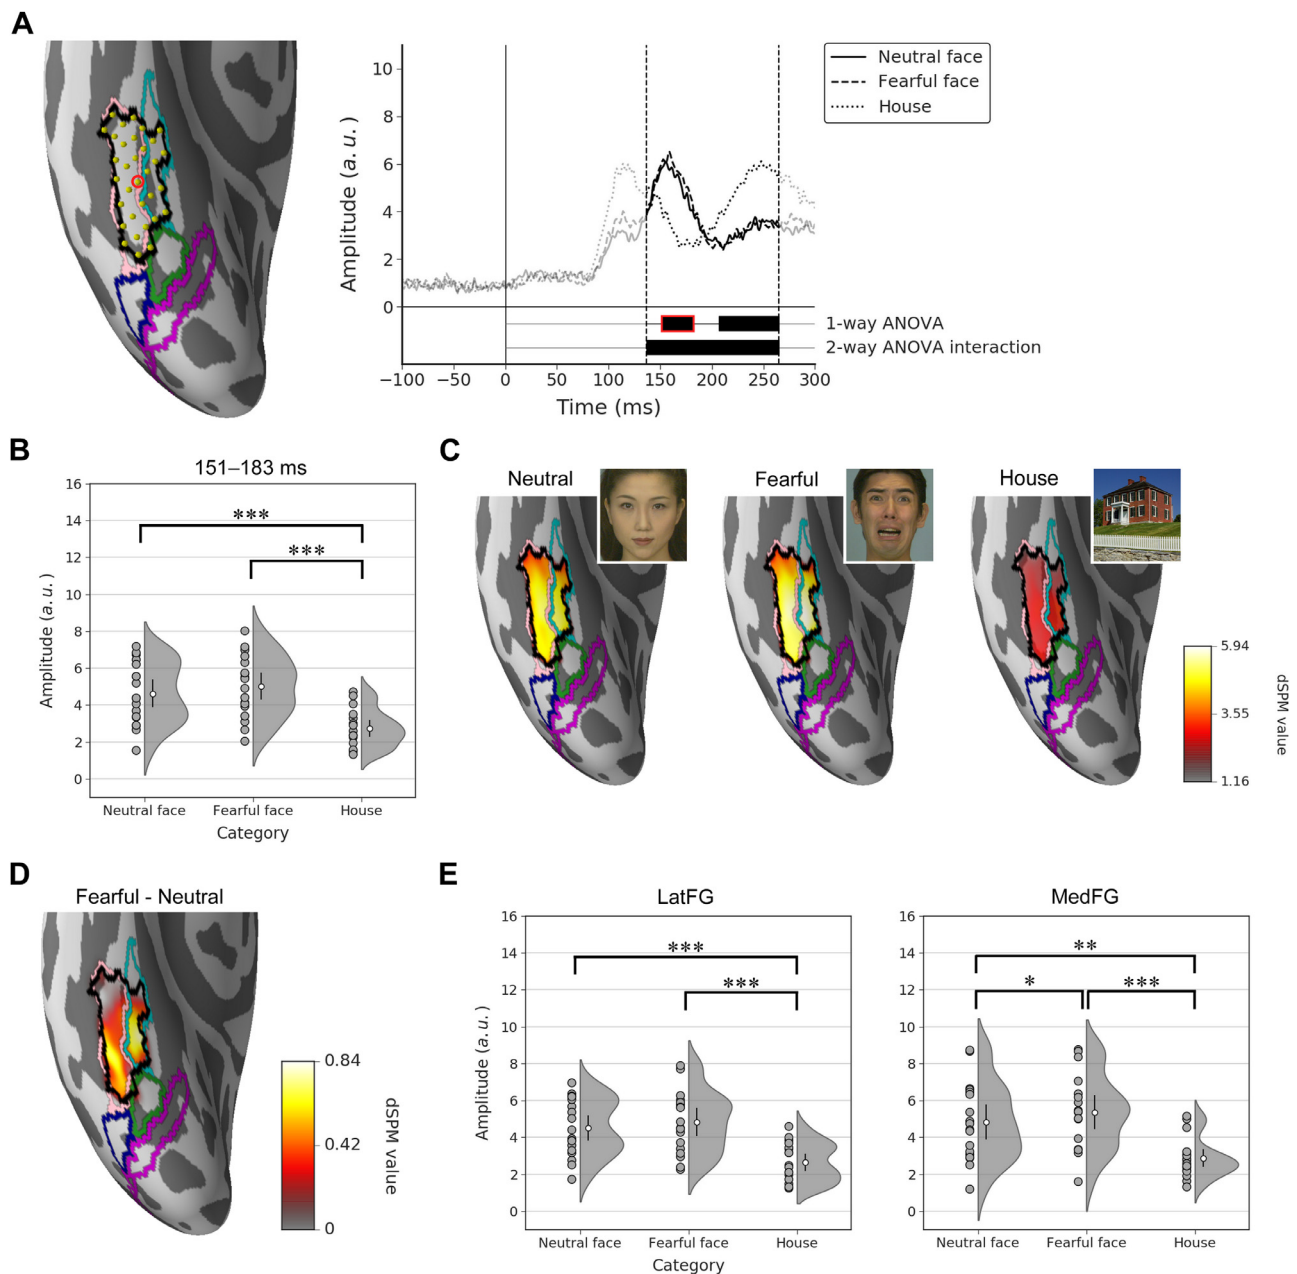 A
10
8
6
4
2
0
Amplitude (a. u.)
Neutral face
Fearful face
House
1-way ANOVA
2-way ANOVA interaction
−100 −50 0 50 100 150 200 250 300
Time (ms)
B
151–183 ms
16
14
12
10
8
6
4
2
0
Amplitude (a. u.)
***
***
Neutral face Fearful face House
Category
C
Neutral
Fearful
House
5.94
3.55
1.16
dSPM value
D
Fearful - Neutral
0.84
0.42
0
dSPM value
E
LatFG
16
14
12
10
8
6
4
2
0
Amplitude (a. u.)
***
***
Neutral face Fearful face House
Category
MedFG
16
14
12
10
8
6
4
2
0
**
*
***
Neutral face Fearful face House